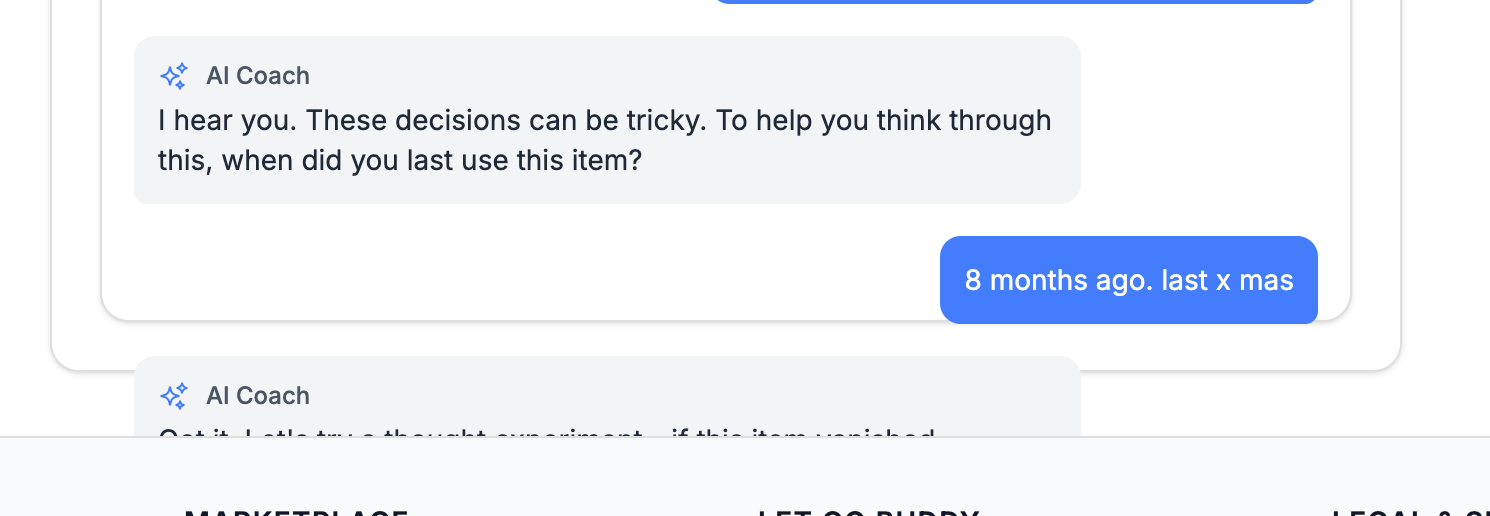 AI Coach
I hear you. These decisions can be tricky. To help you think through
this, when did you last use this item?
8 months ago. last x mas
AI Coach
Got it. Let's try a thought experiment - if this item vanished
MARKETPLACE
LET GO BUDDY
LEGAL &